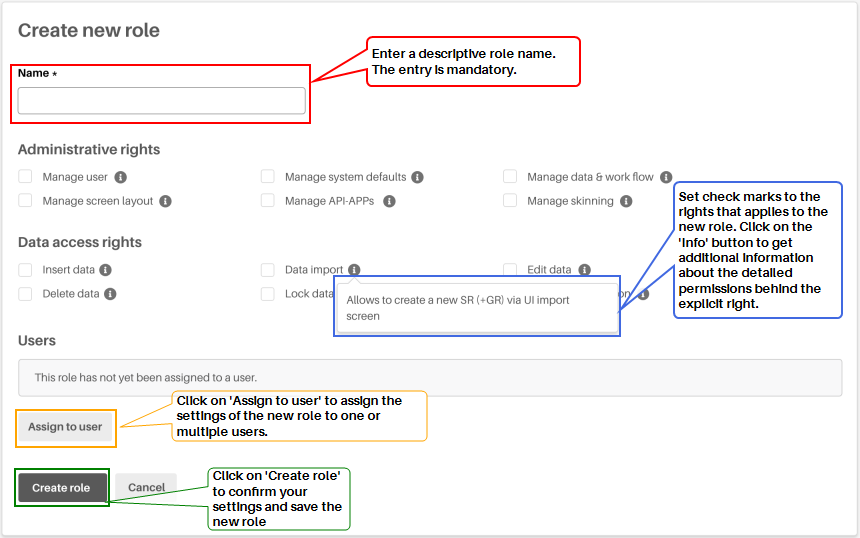 Create new role
Enter a descriptive role name.
The entry is mandatory.
Name *
Administrative rights
Manage user
Manage system defaults
Manage data & work flow
Manage screen layout
Manage API-APPs
Manage skinning
Set check marks to the
rights that applies to the
new role. Click on the
'Info' button to get
additional information
about the detailed
permissions behind the
explicit right.
Data access rights
Insert data
Data import
Edit data
Delete data
Lock data
Allows to create a new SR (+GR) via UI import
screen
Users
This role has not yet been assigned to a user.
Assign to user
Click on 'Assign to user' to assign the
settings of the new role to one or
multiple users.
Create role
Cancel
Click on 'Create role'
to confirm your
settings and save the
new role